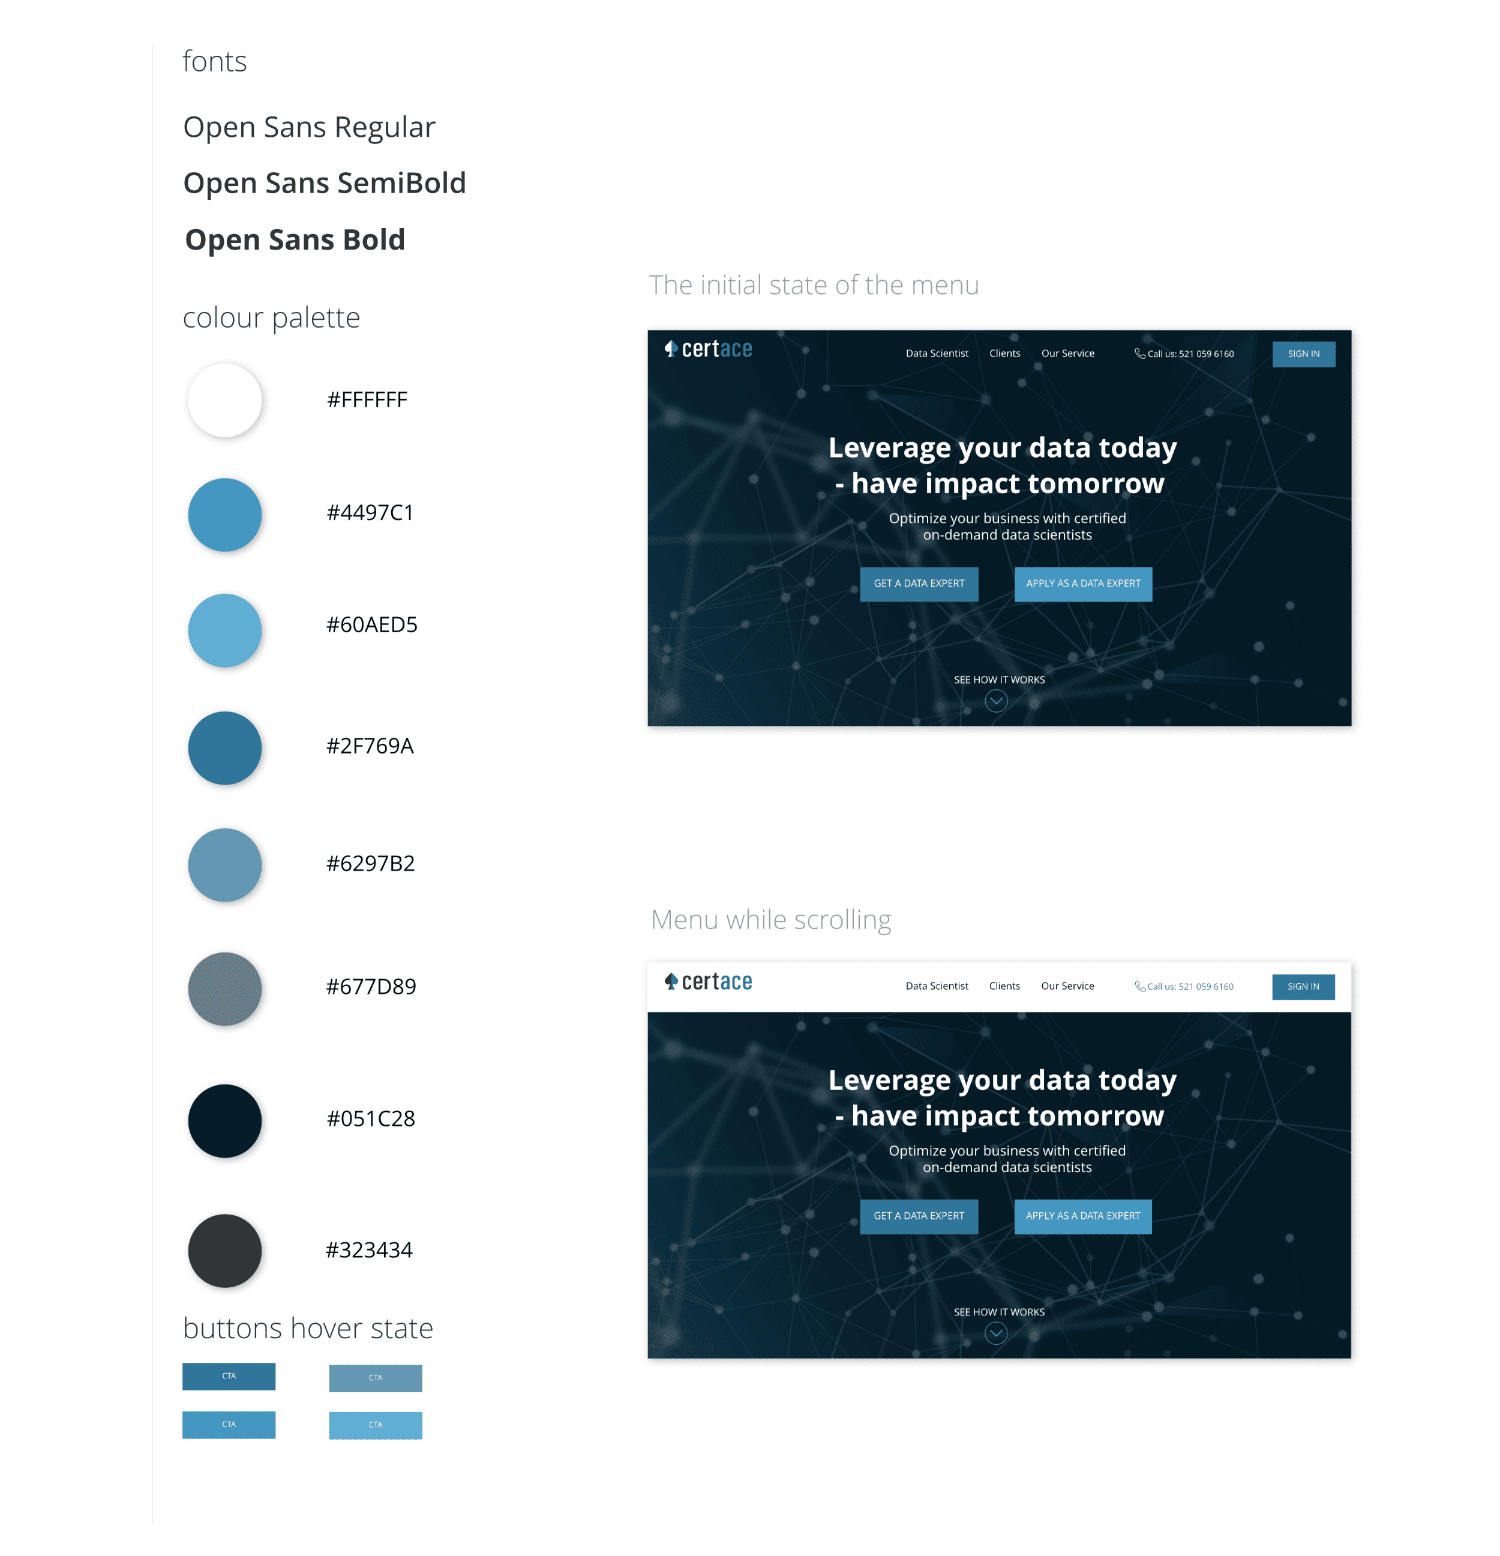 fonts
Open Sans Regular
Open Sans SemiBold
Open Sans Bold
colour palette
#FFFFFF
#4497C1
#60AED5
#2F769A
#6297B2
#677D89
#051C28
#323434
buttons hover state
CTA CTA
CTA CTA
The initial state of the menu
certace Data Scientist Clients Our Service Call us: 521 059 6160 SIGN IN
Leverage your data today
- have impact tomorrow
Optimize your business with certified
on-demand data scientists
GET A DATA EXPERT APPLY AS A DATA EXPERT
SEE HOW IT WORKS
Menu while scrolling
certace Data Scientist Clients Our Service Call us: 521 059 6160 SIGN IN
Leverage your data today
- have impact tomorrow
Optimize your business with certified
on-demand data scientists
GET A DATA EXPERT APPLY AS A DATA EXPERT
SEE HOW IT WORKS